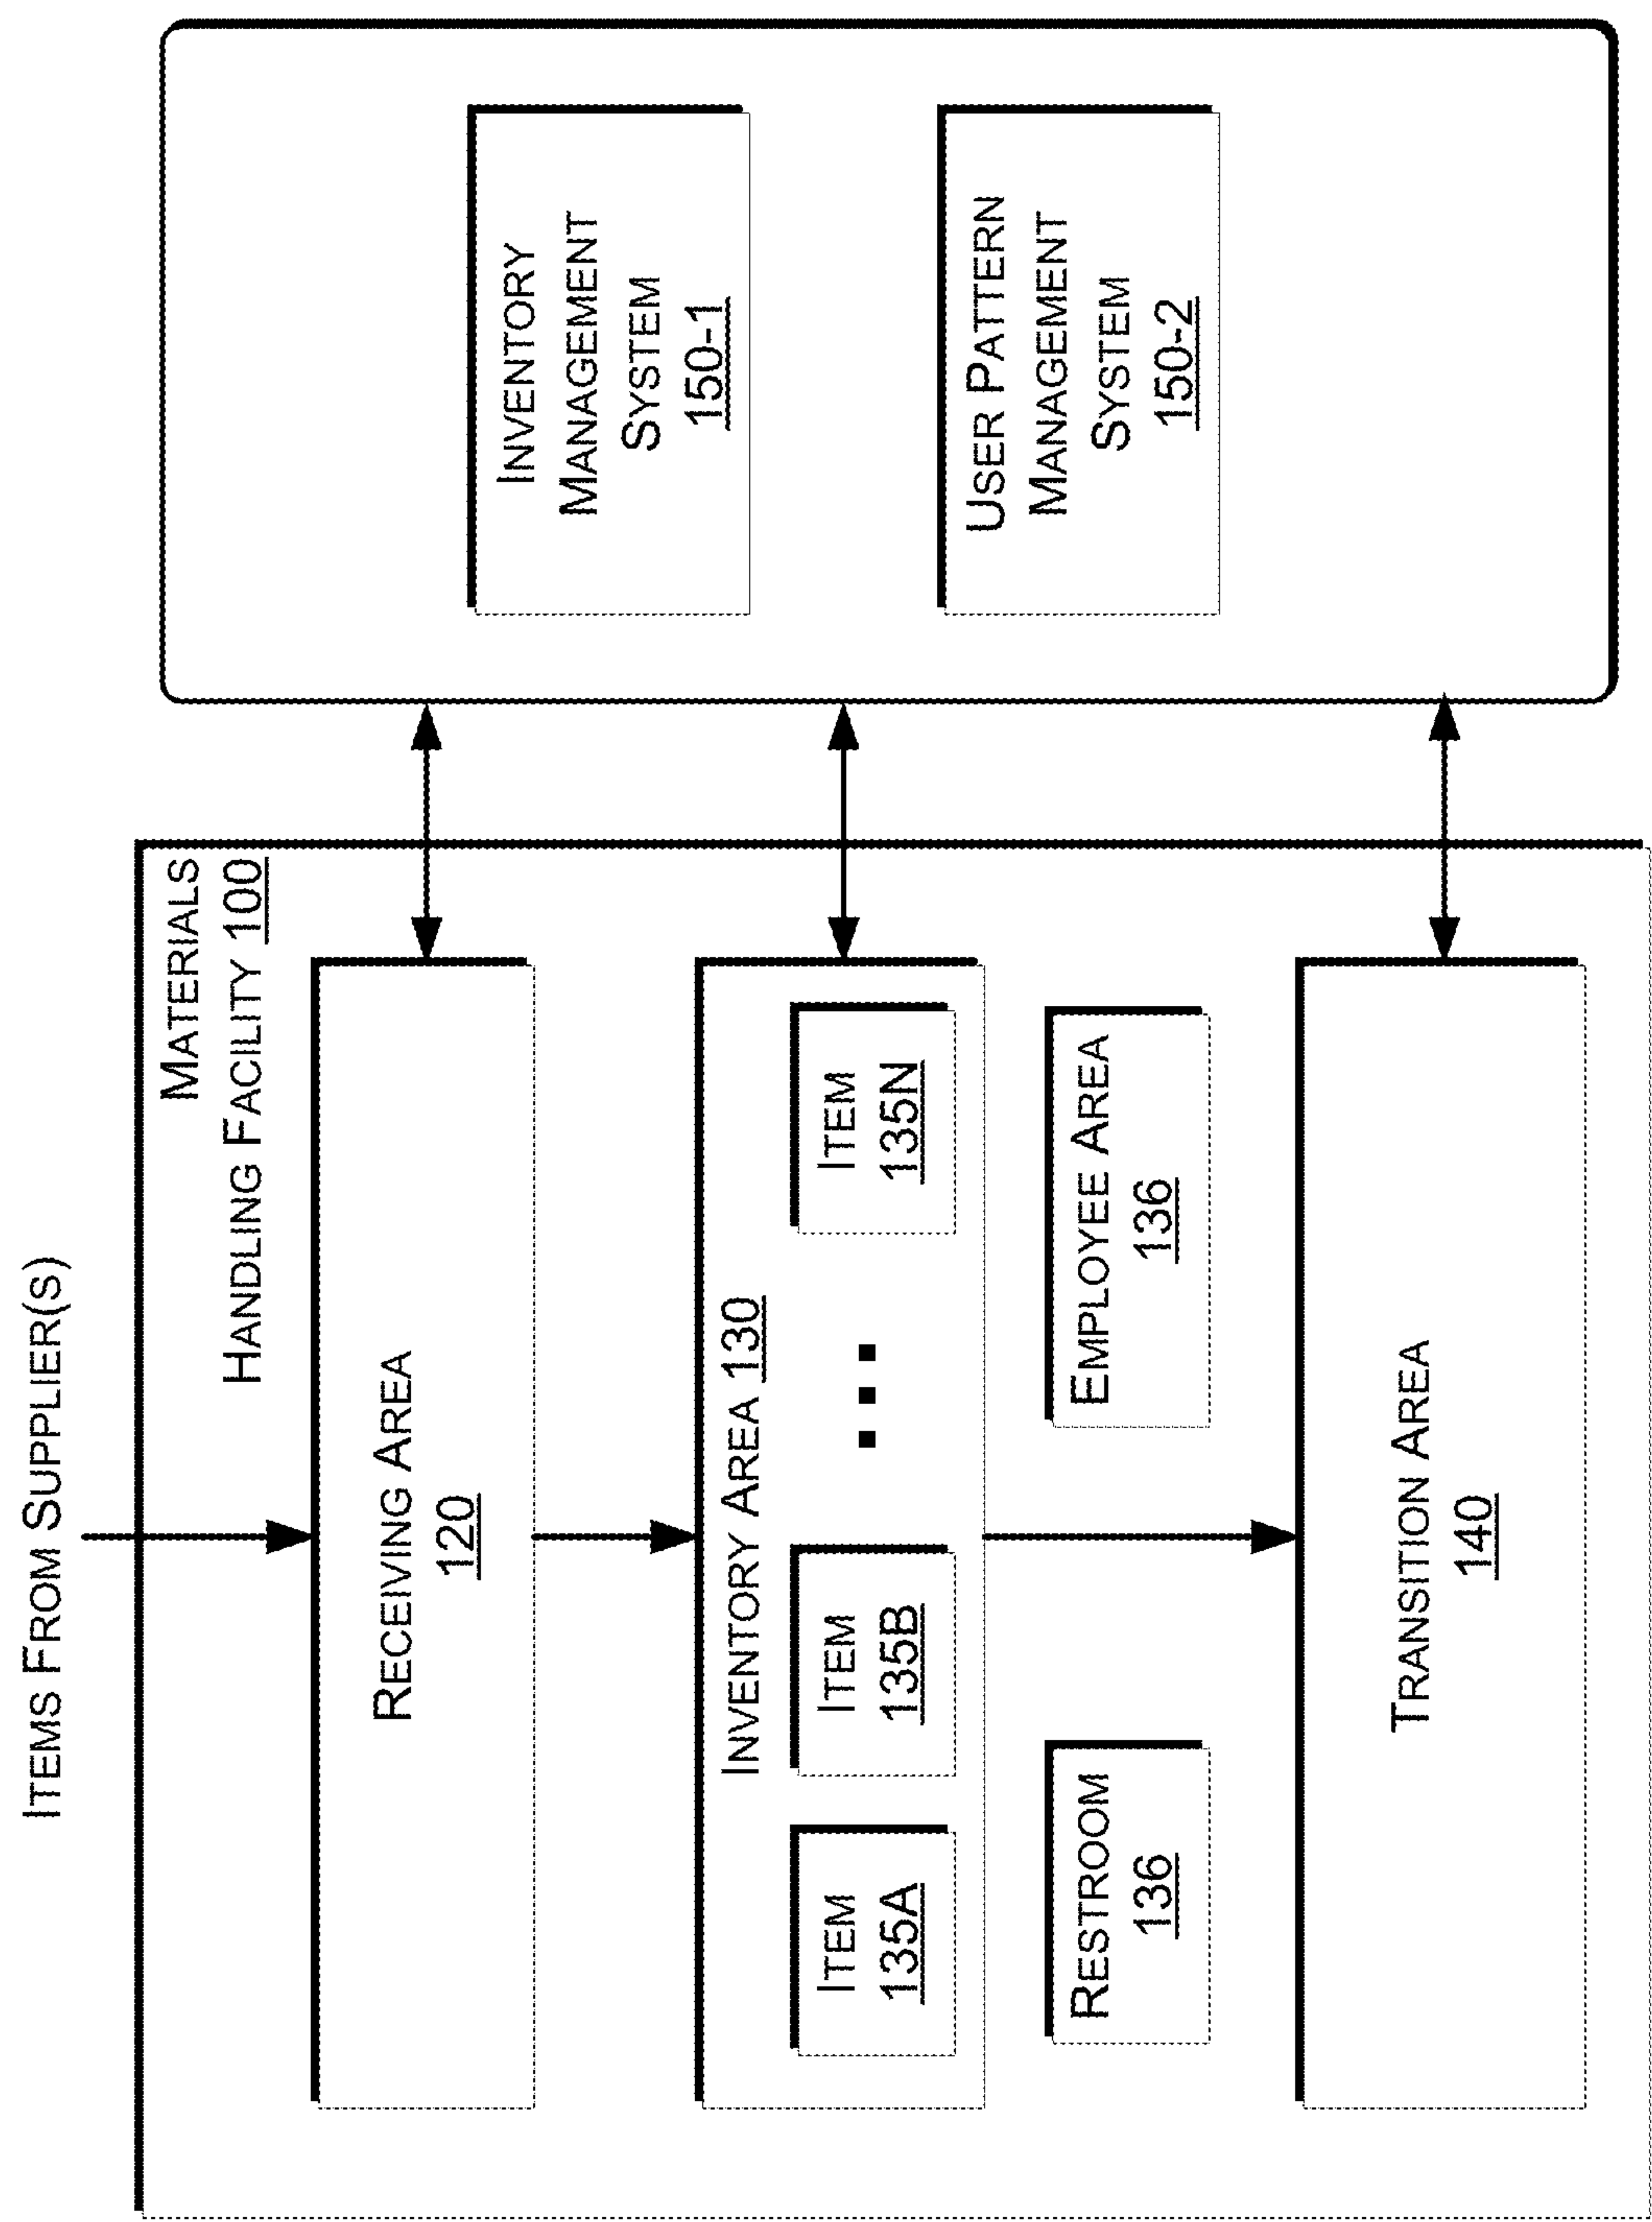 ITEMS FROM SUPPLIER(S)
MATERIALS
HANDLING FACILITY 100
RECEIVING AREA
120
INVENTORY AREA 130
ITEM
135A
ITEM
135B
ITEM
135N
RESTROOM
136
EMPLOYEE AREA
136
TRANSITION AREA
140
INVENTORY
MANAGEMENT
SYSTEM
150-1
USER PATTERN
MANAGEMENT
SYSTEM
150-2